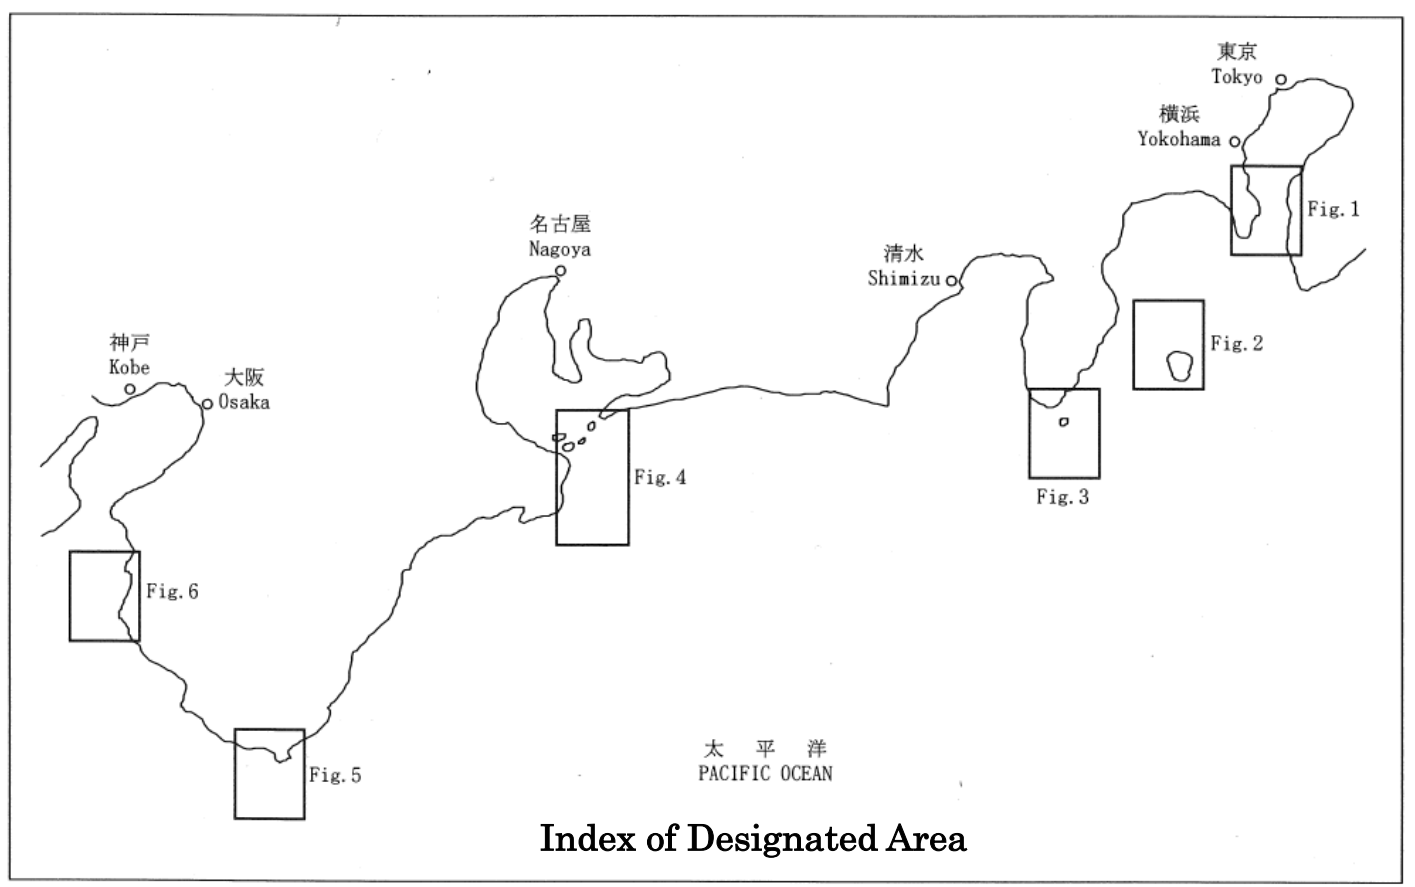 東京
Tokyo
横浜
Yokohama
Fig.1
名古屋
Nagoya
清水
Shimizu
神戸
Kobe
大阪
Osaka
Fig.2
Fig.4
Fig.3
Fig.6
Fig.5
太 平 洋
PACIFIC OCEAN
Index of Designated Area